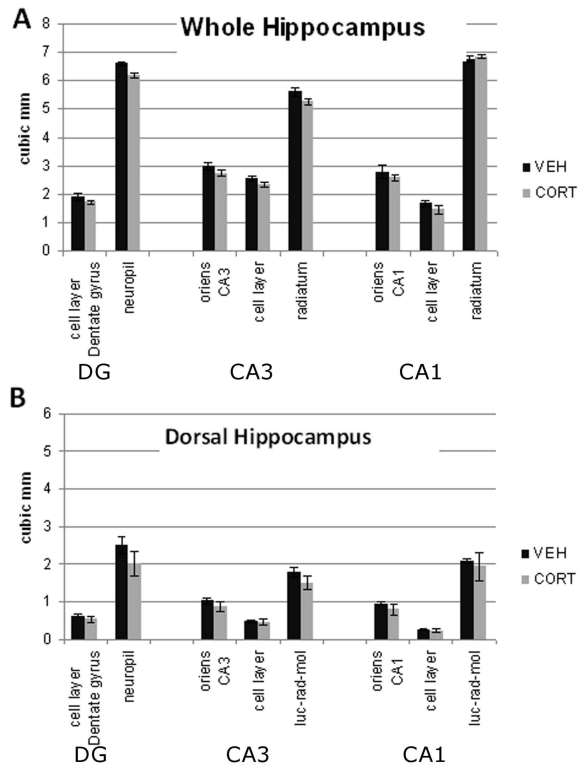 A
Whole Hippocampus
8
7
6
5
4
3
2
1
0
cubic mm
cell layer
Dentate gyrus
neuropil
oriens
CA3
cell layer
radiatum
oriens
CA1
cell layer
radiatum
VEH
CORT
DG
CA3
CA1
B
Dorsal Hippocampus
6
5
4
3
2
1
0
cubic mm
cell layer
Dentate gyrus
neuropil
oriens
CA3
cell layer
luc-rad-mol
oriens
CA1
cell layer
luc-rad-mol
VEH
CORT
DG
CA3
CA1